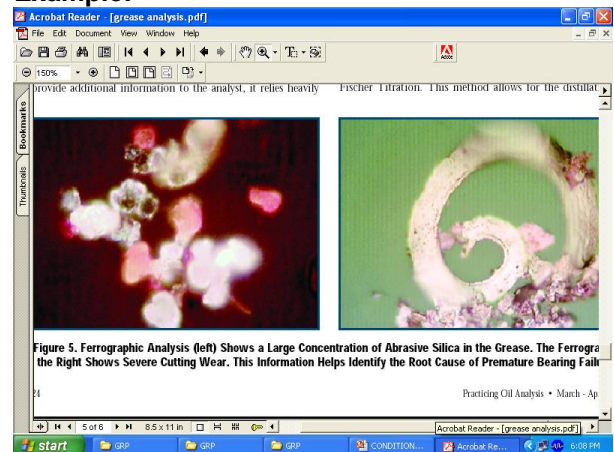 Example:
Acrobat Reader - [grease analysis.pdf]
File Edit Document View Window Help
Adobe
150%
Bookmarks
Thumbnails
provide additional information to the analyst, it relies heavily
Fischer Titration. This method allows for the distillat
Figure 5. Ferrographic Analysis (left) Shows a Large Concentration of Abrasive Silica in the Grease. The Ferrogra
the Right Shows Severe Cutting Wear. This Information Helps Identify the Root Cause of Premature Bearing Fail
24
Practicing Oil Analysis • March - Ap
5 of 6
8.5 x 11 in
Acrobat Reader - [grease analysis.pdf]
start
GRP
GRP
GRP
CONDITION...
Acrobat Re...
6:08 PM